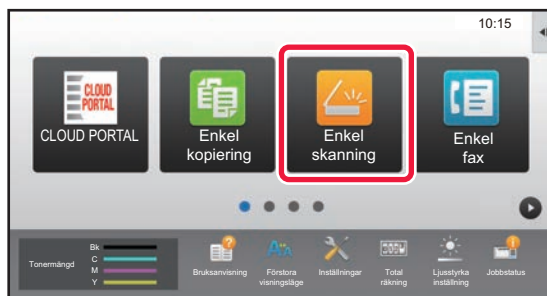 10:15
CLOUD
PORTAL
CLOUD PORTAL
Enkel
kopiering
Enkel
skanning
Enkel
fax
Tonermängd
Bk
C
M
Y
Bruksanvisning
Förstora
visningsläge
Inställningar
Total
räkning
Ljusstyrka
inställning
Jobbstatus